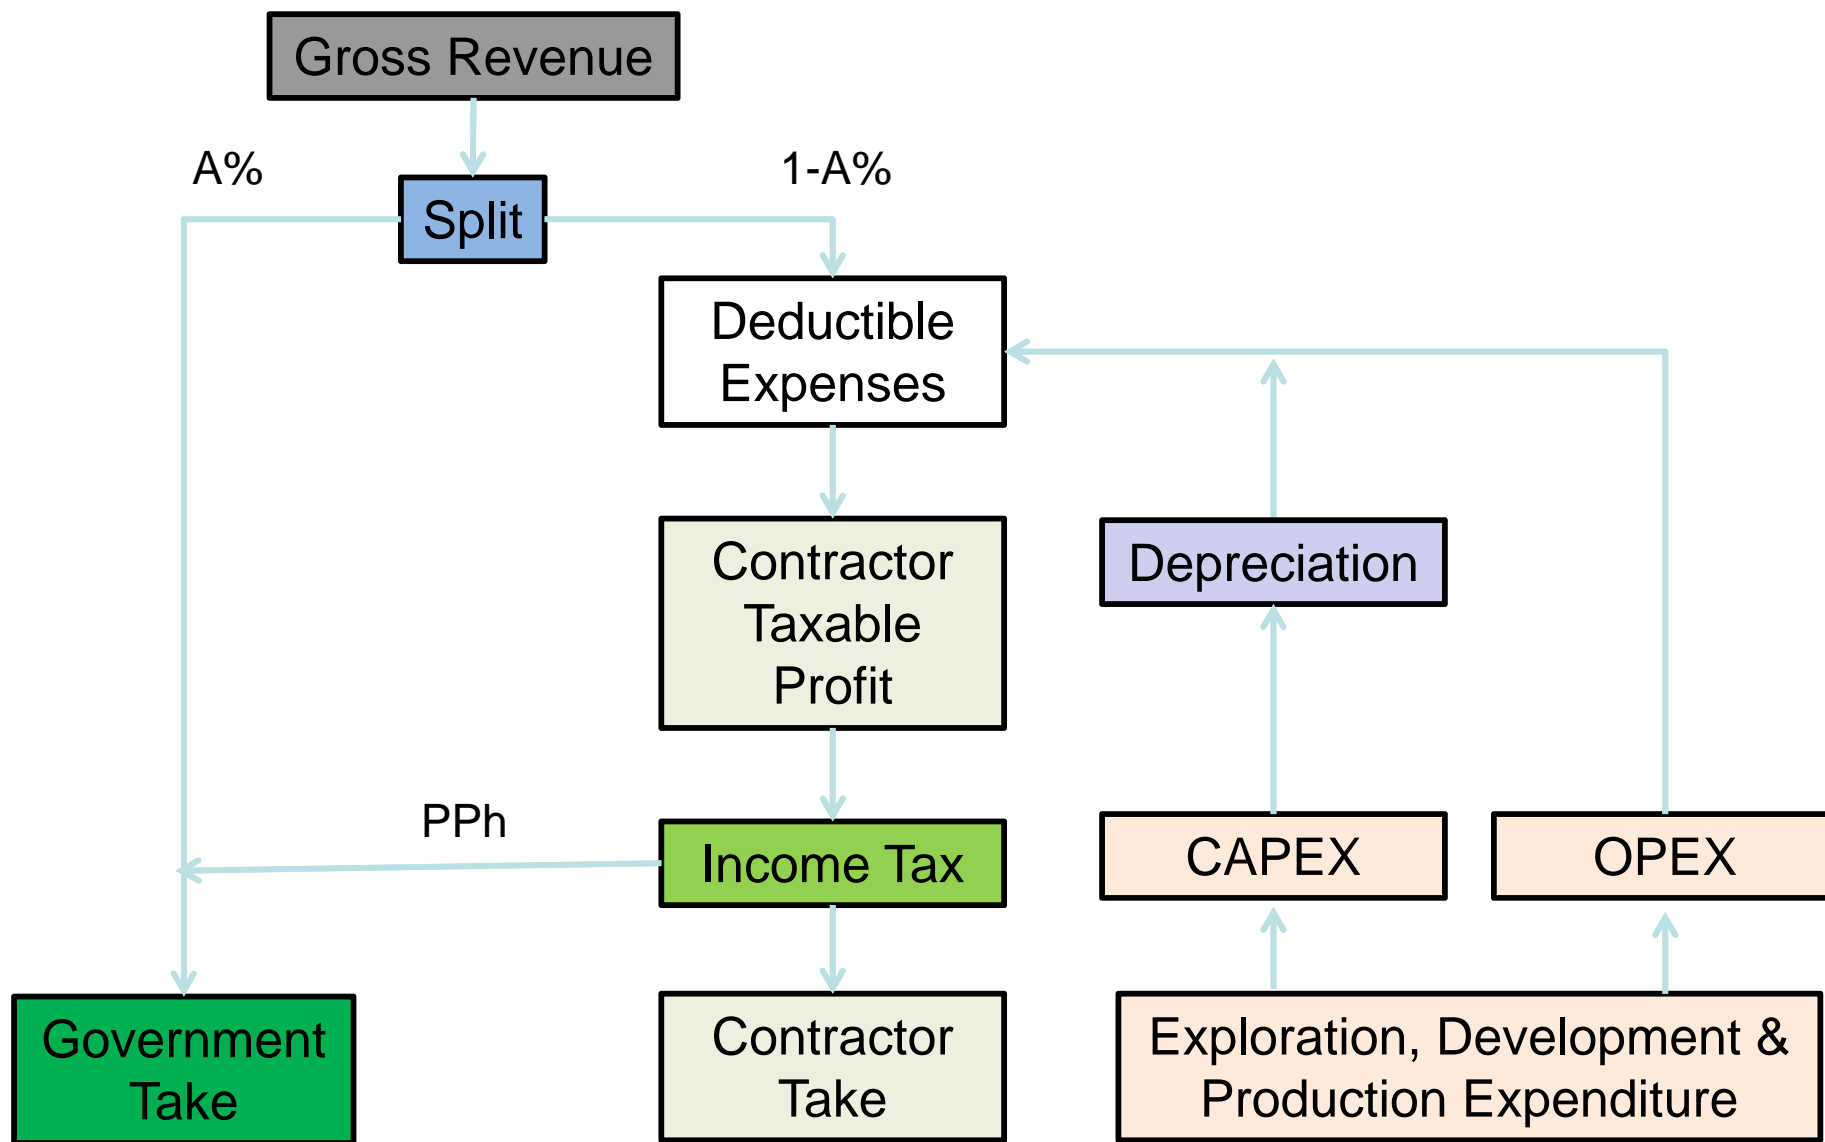 Gross Revenue
A%
1-A%
Split
Deductible
Expenses
Contractor
Taxable
Profit
Depreciation
PPh
Income Tax
CAPEX
OPEX
Government
Take
Contractor
Take
Exploration, Development &
Production Expenditure